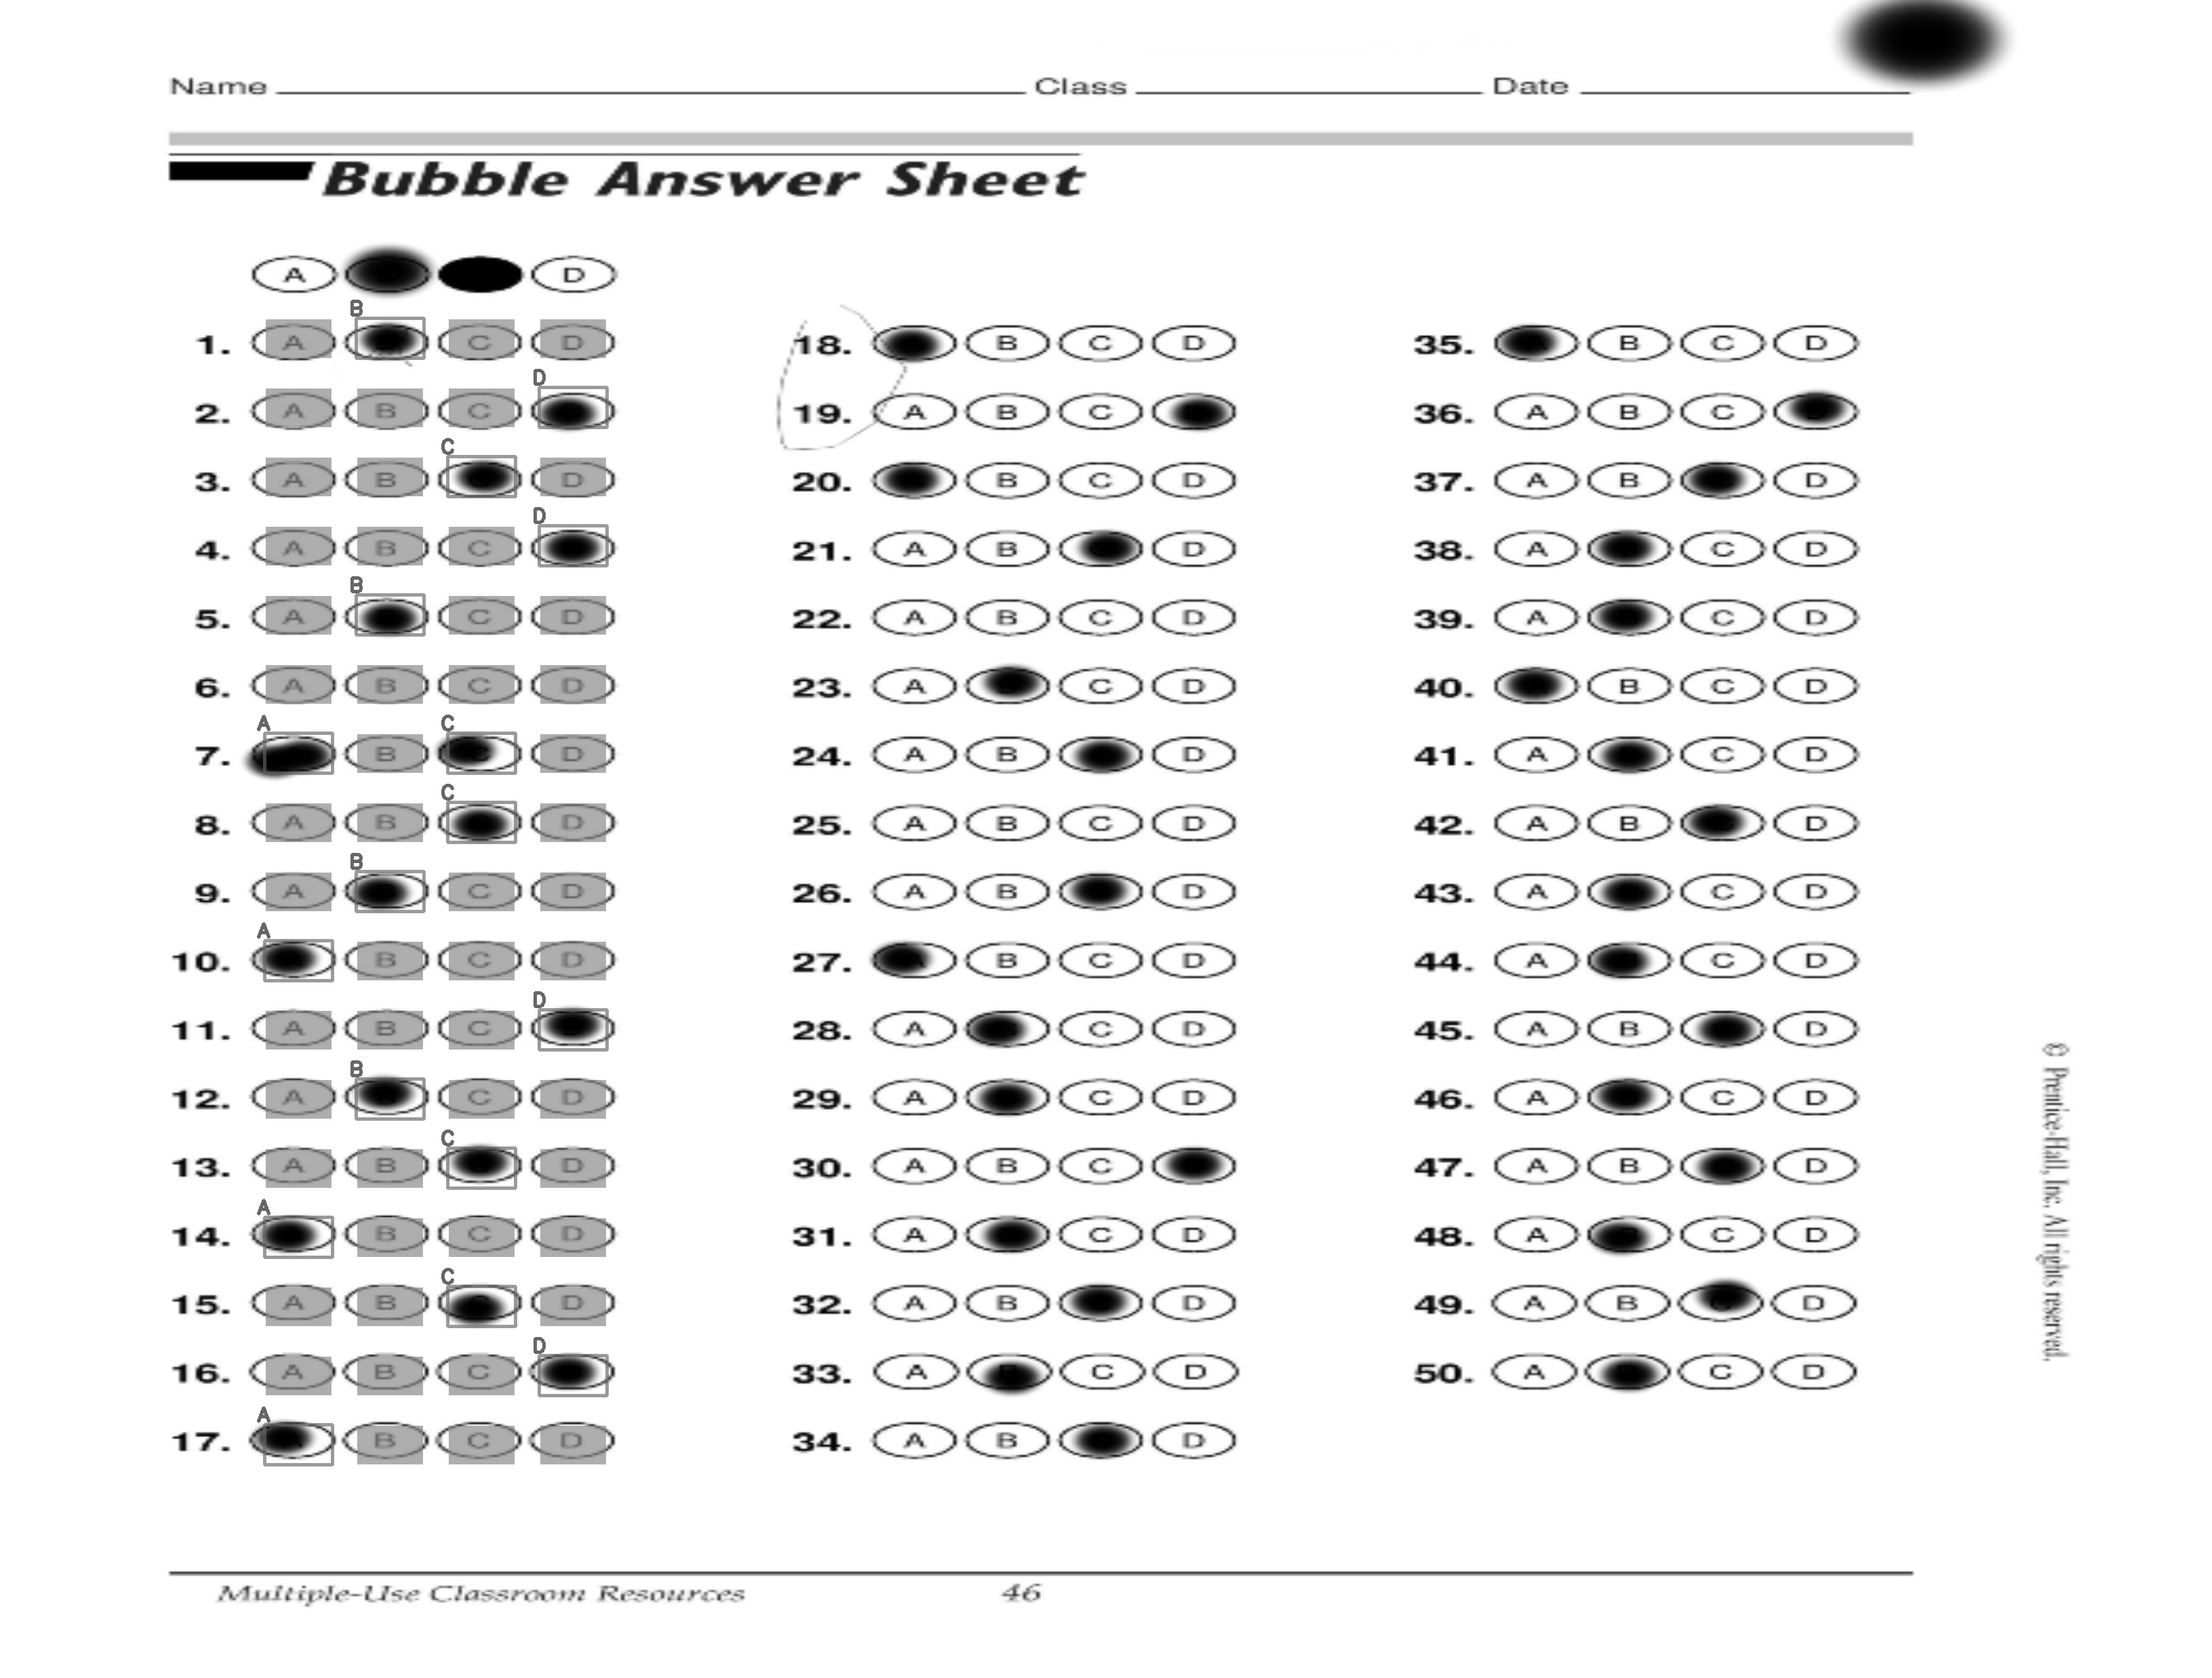 Name Class Date
Bubble Answer Sheet
A D
B
1. A C D
D
2. A B C
C
3. A B D
D
4. A B C
B
5. A C D
6. A B C D
A C
7. B D
C
8. A B D
B
9. A C D
A
10. B C D
D
11. A B C
B
12. A C D
C
13. A B D
A
14. B C D
C
15. A B D
D
16. A B C
A
17. B C D
18. B C D
19. A B C
20. B C D
21. A B D
22. A B C D
23. A C D
24. A B D
25. A B C D
26. A B D
27. B C D
28. A C D
29. A C D
30. A B C
31. A C D
32. A B D
33. A C D
34. A B D
35. B C D
36. A B C
37. A B D
38. A C D
39. A C D
40. B C D
41. A C D
42. A B D
43. A C D
44. A C D
45. A B D
46. A C D
47. A B D
48. A C D
49. A B D
50. A C D
© Prentice-Hall, Inc. All rights reserved.
Multiple-Use Classroom Resources 46